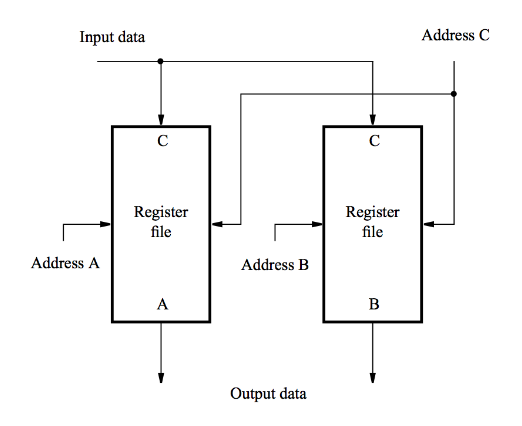 Input data
Address C
C
C
Register
file
Register
file
Address A
Address B
A
B
Output data